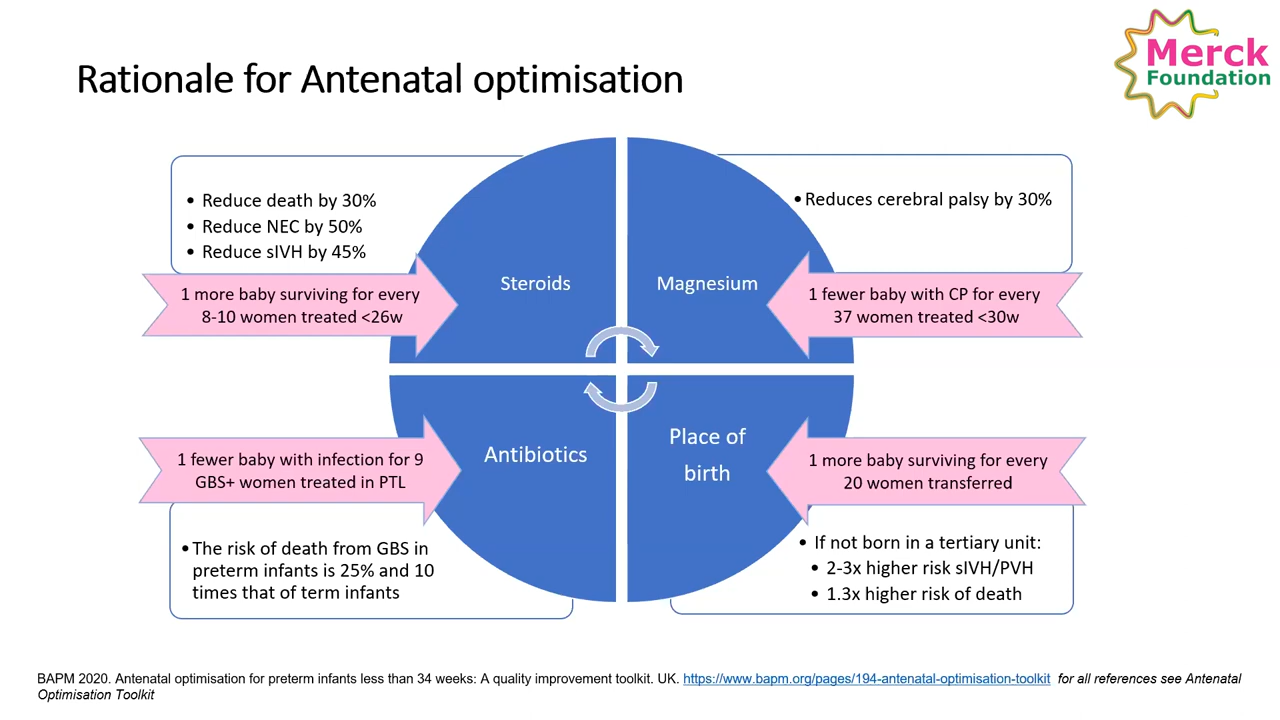 Rationale for Antenatal optimisation
Merck
Foundation
• Reduce death by 30%
• Reduce NEC by 50%
• Reduce sIVH by 45%
1 more baby surviving for every
8-10 women treated <26w
Steroids
Magnesium
• Reduces cerebral palsy by 30%
1 fewer baby with CP for every
37 women treated <30w
1 fewer baby with infection for 9
GBS+ women treated in PTL
Antibiotics
• The risk of death from GBS in
preterm infants is 25% and 10
times that of term infants
Place of
birth
1 more baby surviving for every
20 women transferred
• If not born in a tertiary unit:
• 2-3x higher risk sIVH/PVH
• 1.3x higher risk of death
BAPM 2020. Antenatal optimisation for preterm infants less than 34 weeks: A quality improvement toolkit. UK. https://www.bapm.org/pages/194-antenatal-optimisation-toolkit for all references see Antenatal
Optimisation Toolkit